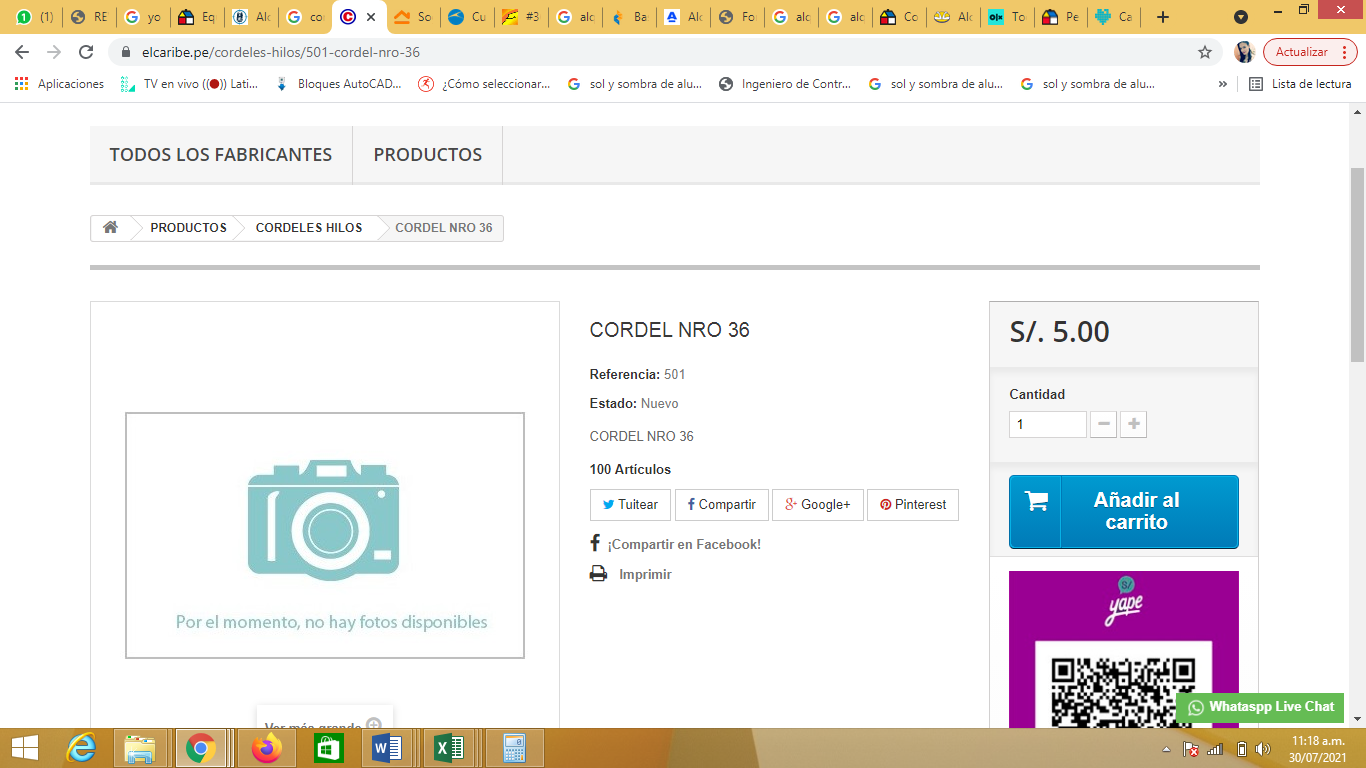 (1)
RE
yo
Eq
Alc
co
So
Cu
#3
alc
Ba
Alc
Fo
alc
alc
alc
Co
Alc
To
Pe
Ca
elcaribe.pe/cordeles-hilos/501-cordel-nro-36
Actualizar
Aplicaciones
TV en vivo ((●)) Lati...
Bloques AutoCAD...
¿Cómo seleccionar...
sol y sombra de alu...
Ingeniero de Contr...
sol y sombra de alu...
sol y sombra de alu...
»
Lista de lectura
TODOS LOS FABRICANTES
PRODUCTOS
PRODUCTOS
CORDELES HILOS
CORDEL NRO 36
Por el momento, no hay fotos disponibles
Ver más grande
CORDEL NRO 36
Referencia: 501
Estado: Nuevo
CORDEL NRO 36
100 Artículos
Tuitear
Compartir
Google+
Pinterest
¡Compartir en Facebook!
Imprimir
S/. 5.00
Cantidad
1
Añadir al
carrito
S/
yape
Whataspp Live Chat
11:18 a.m.
30/07/2021